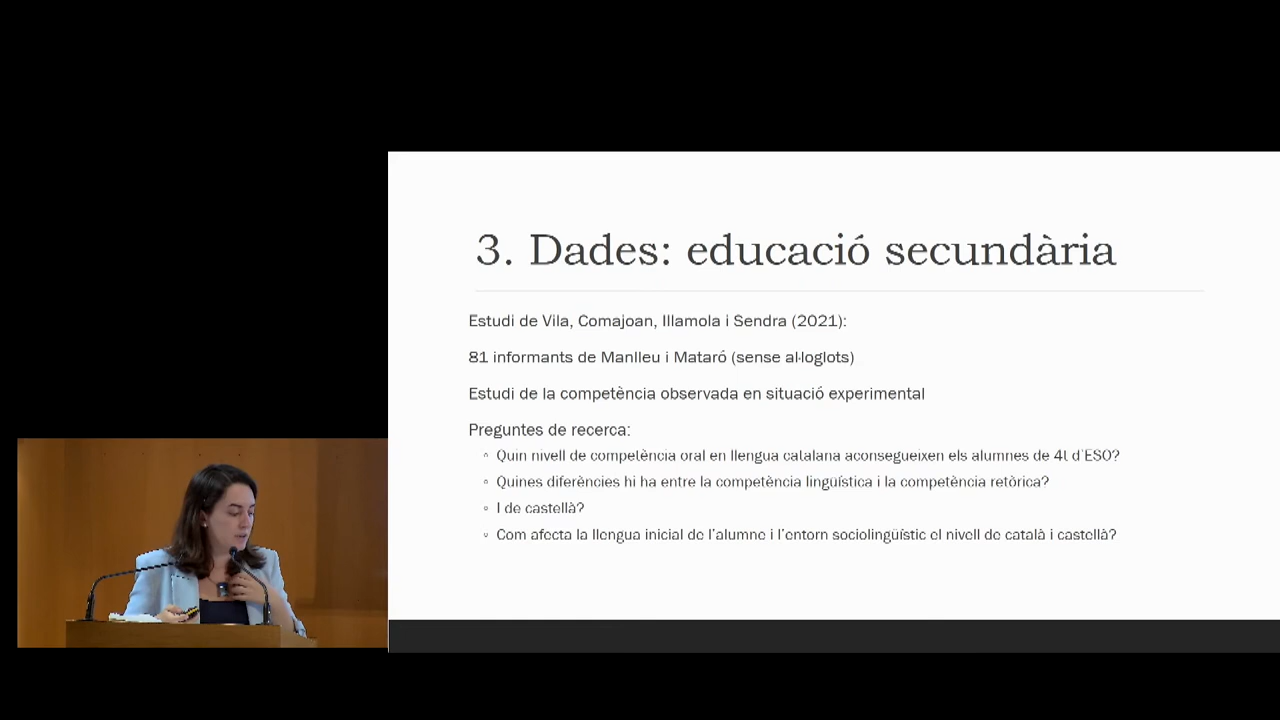 3. Dades: educació secundària
Estudi de Vila, Comajoan, Illamola i Sendra (2021):
81 informants de Manlleu i Mataró (sense al·loglots)
Estudi de la competència observada en situació experimental
Preguntes de recerca:
◦ Quin nivell de competència oral en llengua catalana aconsegueixen els alumnes de 4t d'ESO?
◦ Quines diferències hi ha entre la competència lingüística i la competència retòrica?
◦ I de castellà?
◦ Com afecta la llengua inicial de l'alumne i l'entorn sociolingüístic el nivell de català i castellà?